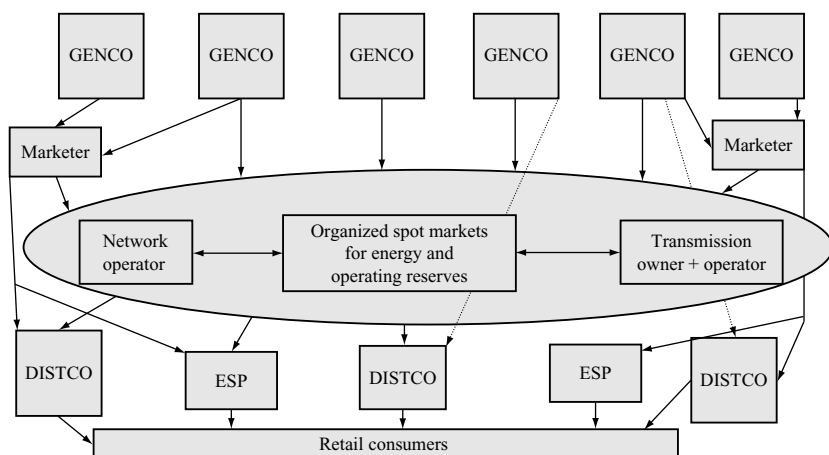 GENCO
GENCO
GENCO
GENCO
GENCO
GENCO
Marketer
Marketer
Network
operator
Organized spot markets
for energy and
operating reserves
Transmission
owner + operator
DISTCO
ESP
DISTCO
ESP
DISTCO
Retail consumers